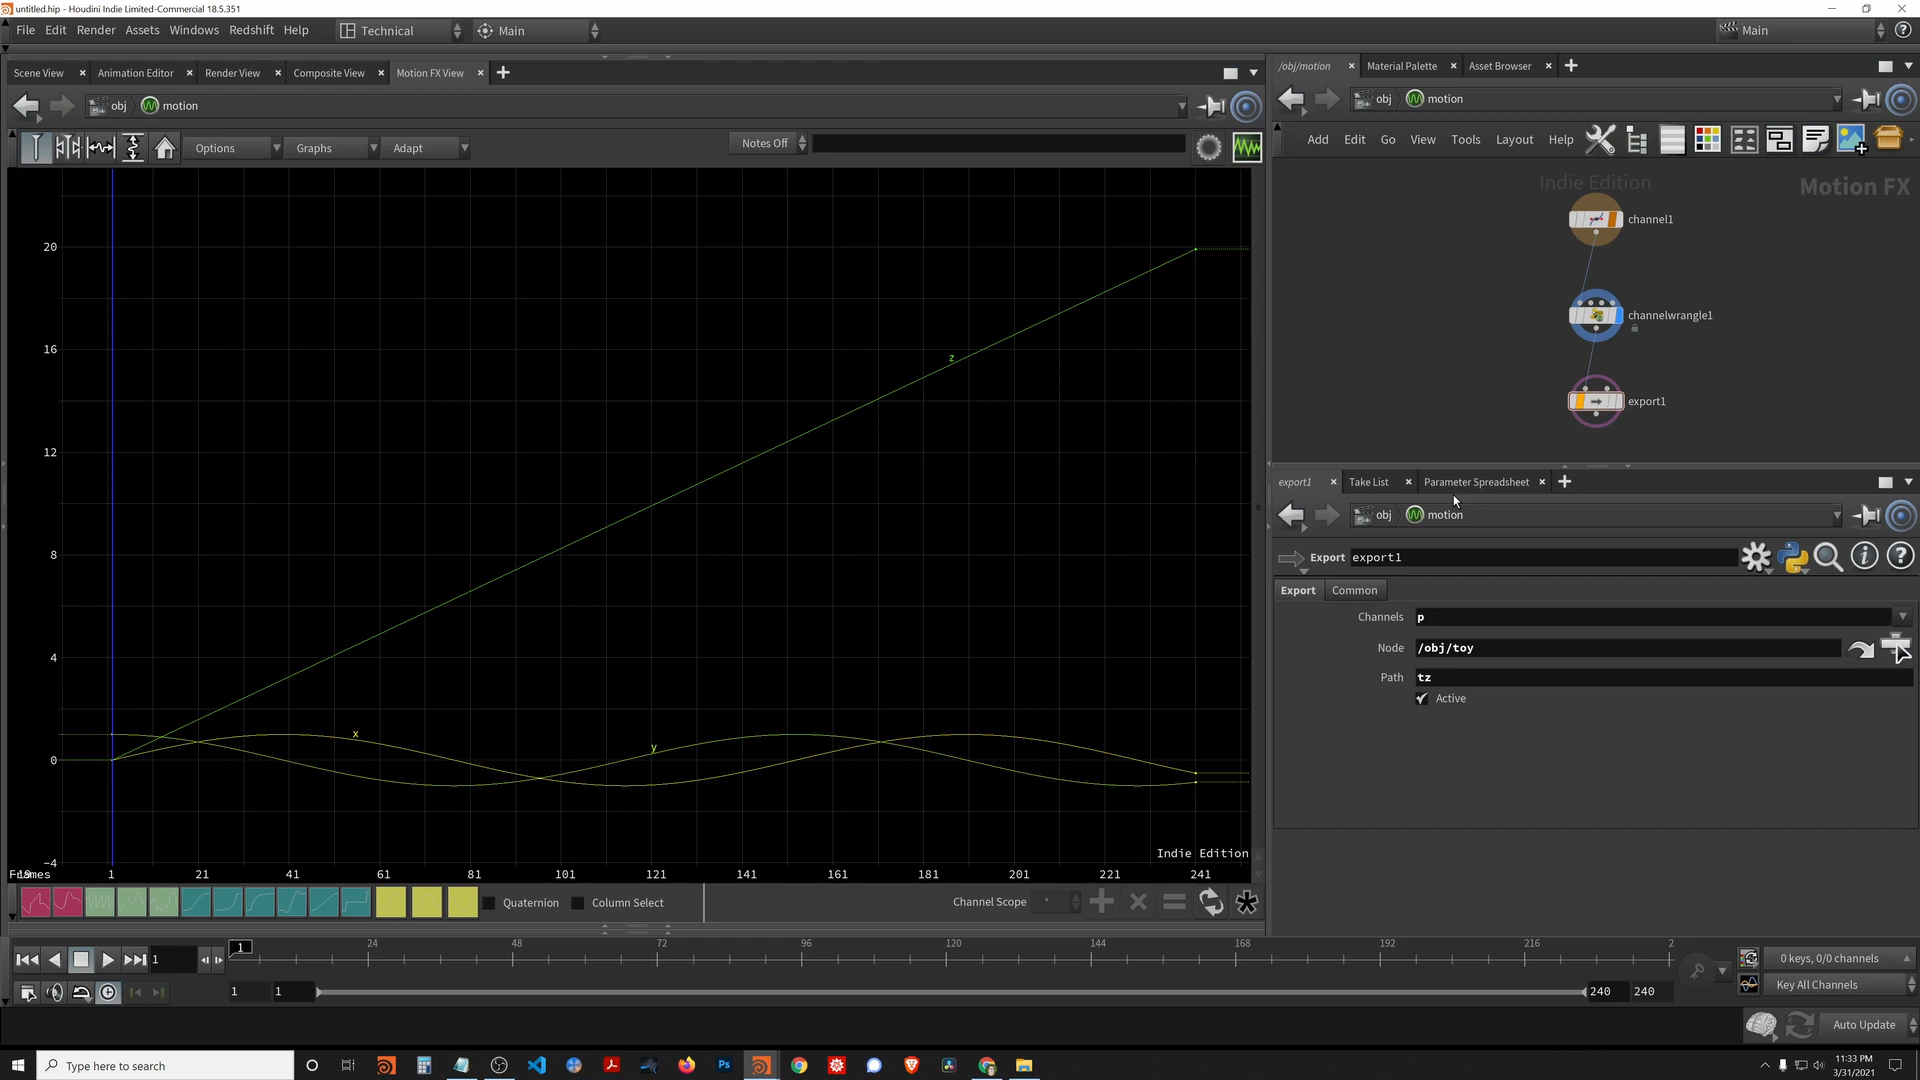 untitled.hip - Houdini Indie Limited-Commercial 18.5.351
File Edit Render Assets Windows Redshift Help Technical Main Main
Scene View Animation Editor Render View Composite View Motion FX View
obj motion
Options Graphs Adapt Notes Off
20
16
12
8
4
0
-4
z
x
y
Indie Edition
1 21 41 61 81 101 121 141 161 181 201 221 241
Quaternion Column Select Channel Scope *
/obj/motion Material Palette Asset Browser
obj motion
Add Edit Go View Tools Layout Help
Indie Edition Motion FX
channel1
channelwrangle1
export1
export1 Take List Parameter Spreadsheet
obj motion
Export export1
Export Common
Channels p
Node /obj/toy
Path tz
Active
1 1 24 48 72 96 120 144 168 192 216 2
0 keys, 0/0 channels
1 1 240 240 Key All Channels
Auto Update
Type here to search
Ps
11:33 PM
3/31/2021